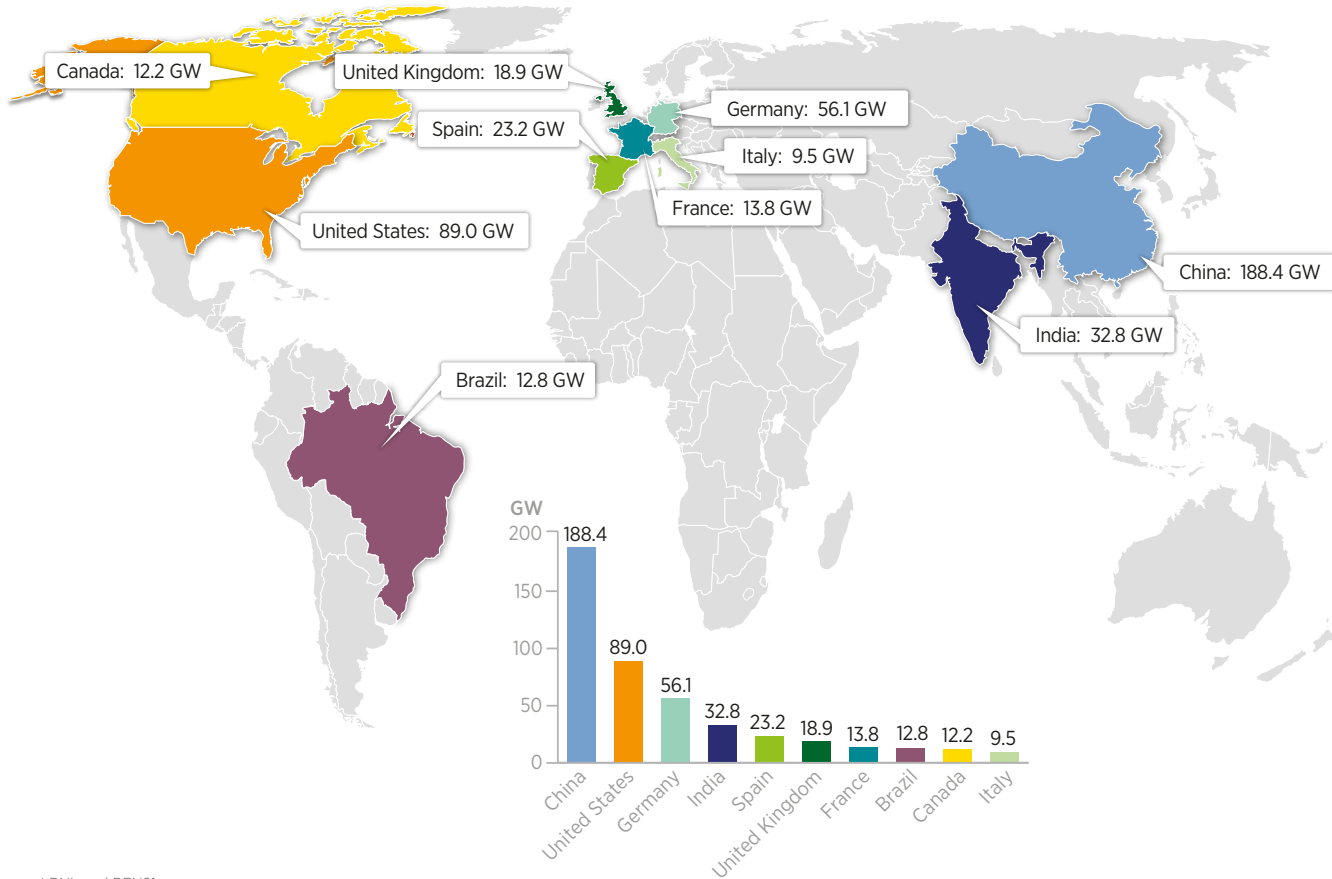 Canada: 12.2 GW
United Kingdom: 18.9 GW
Germany: 56.1 GW
Spain: 23.2 GW
Italy: 9.5 GW
France: 13.8 GW
United States: 89.0 GW
China: 188.4 GW
India: 32.8 GW
Brazil: 12.8 GW
GW
200
150
100
50
0
188.4
89.0
56.1
32.8
23.2
18.9
13.8
12.8
12.2
9.5
China
United States
Germany
India
Spain
United Kingdom
France
Brazil
Canada
Italy